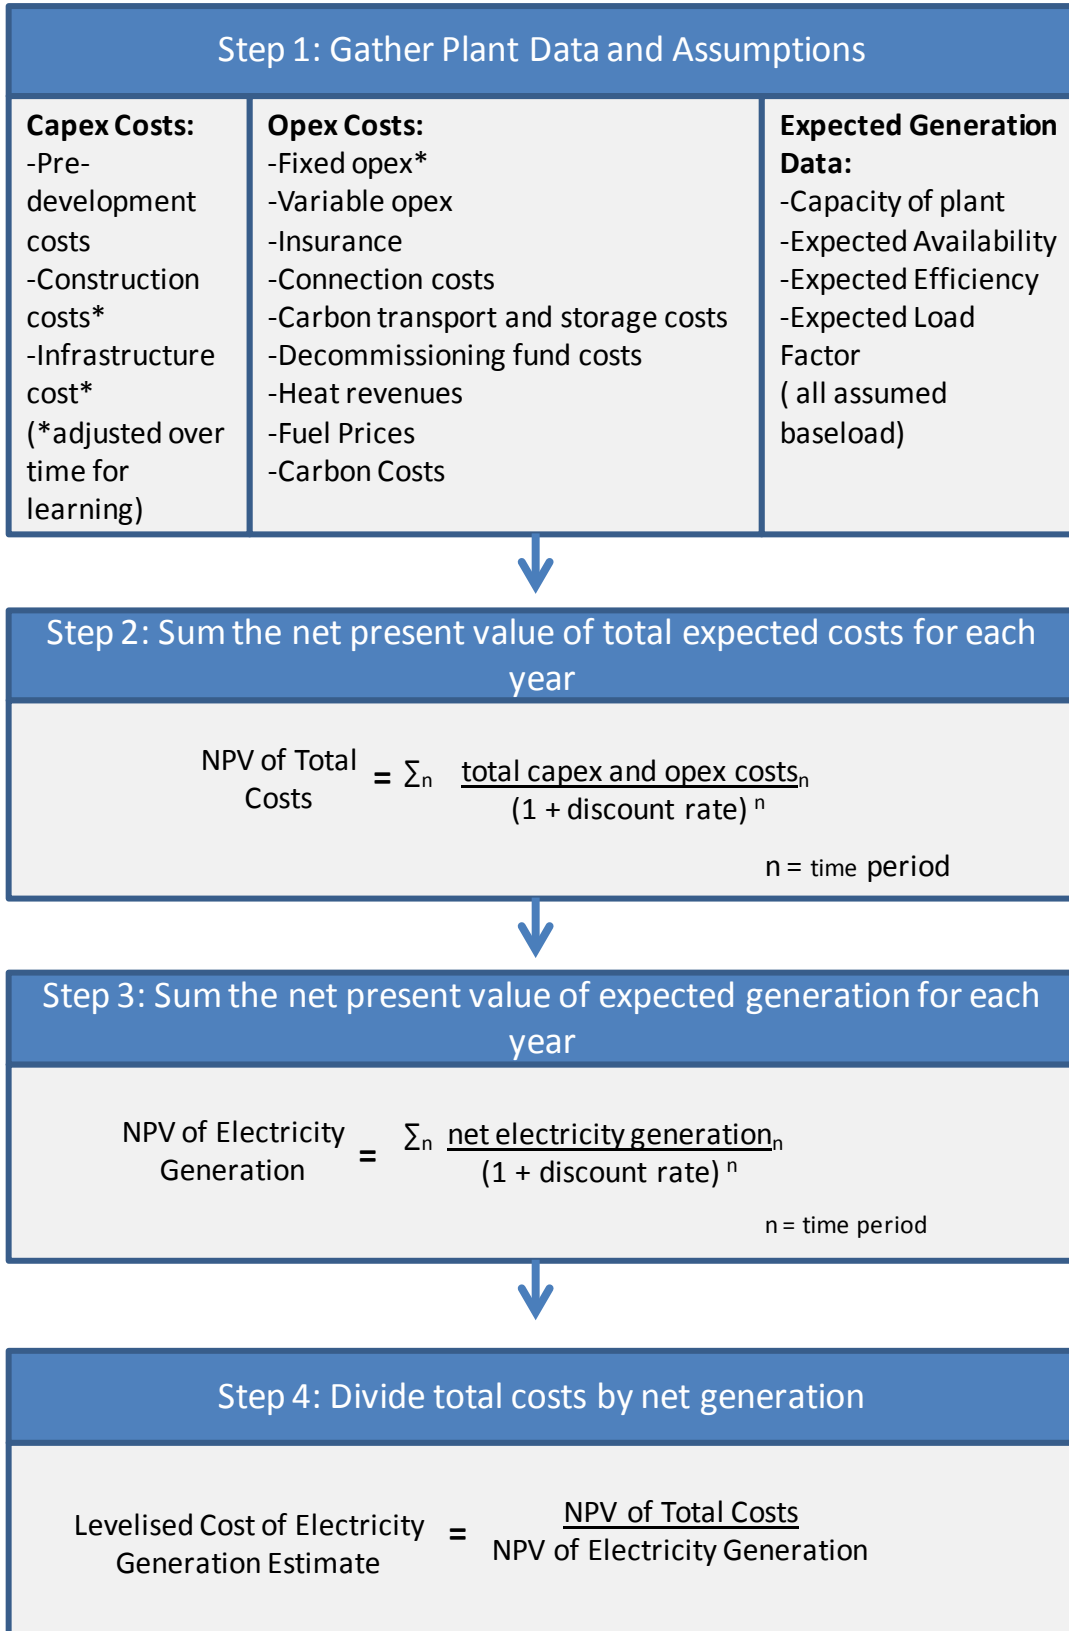 Step 1: Gather Plant Data and Assumptions
Capex Costs:
-Pre-
development
costs
-Construction
costs*
-Infrastructure
cost*
(*adjusted over
time for
learning)
Opex Costs:
-Fixed opex*
-Variable opex
-Insurance
-Connection costs
-Carbon transport and storage costs
-Decommissioning fund costs
-Heat revenues
-Fuel Prices
-Carbon Costs
Expected Generation
Data:
-Capacity of plant
-Expected Availability
-Expected Efficiency
-Expected Load
Factor
( all assumed
baseload)
Step 2: Sum the net present value of total expected costs for each
year
NPV of Total
Costs
= ∑n total capex and opex costsn
(1 + discount rate) n
n = time period
Step 3: Sum the net present value of expected generation for each
year
NPV of Electricity
Generation
= ∑n net electricity generationn
(1 + discount rate) n
n = time period
Step 4: Divide total costs by net generation
Levelised Cost of Electricity
Generation Estimate
= NPV of Total Costs
NPV of Electricity Generation